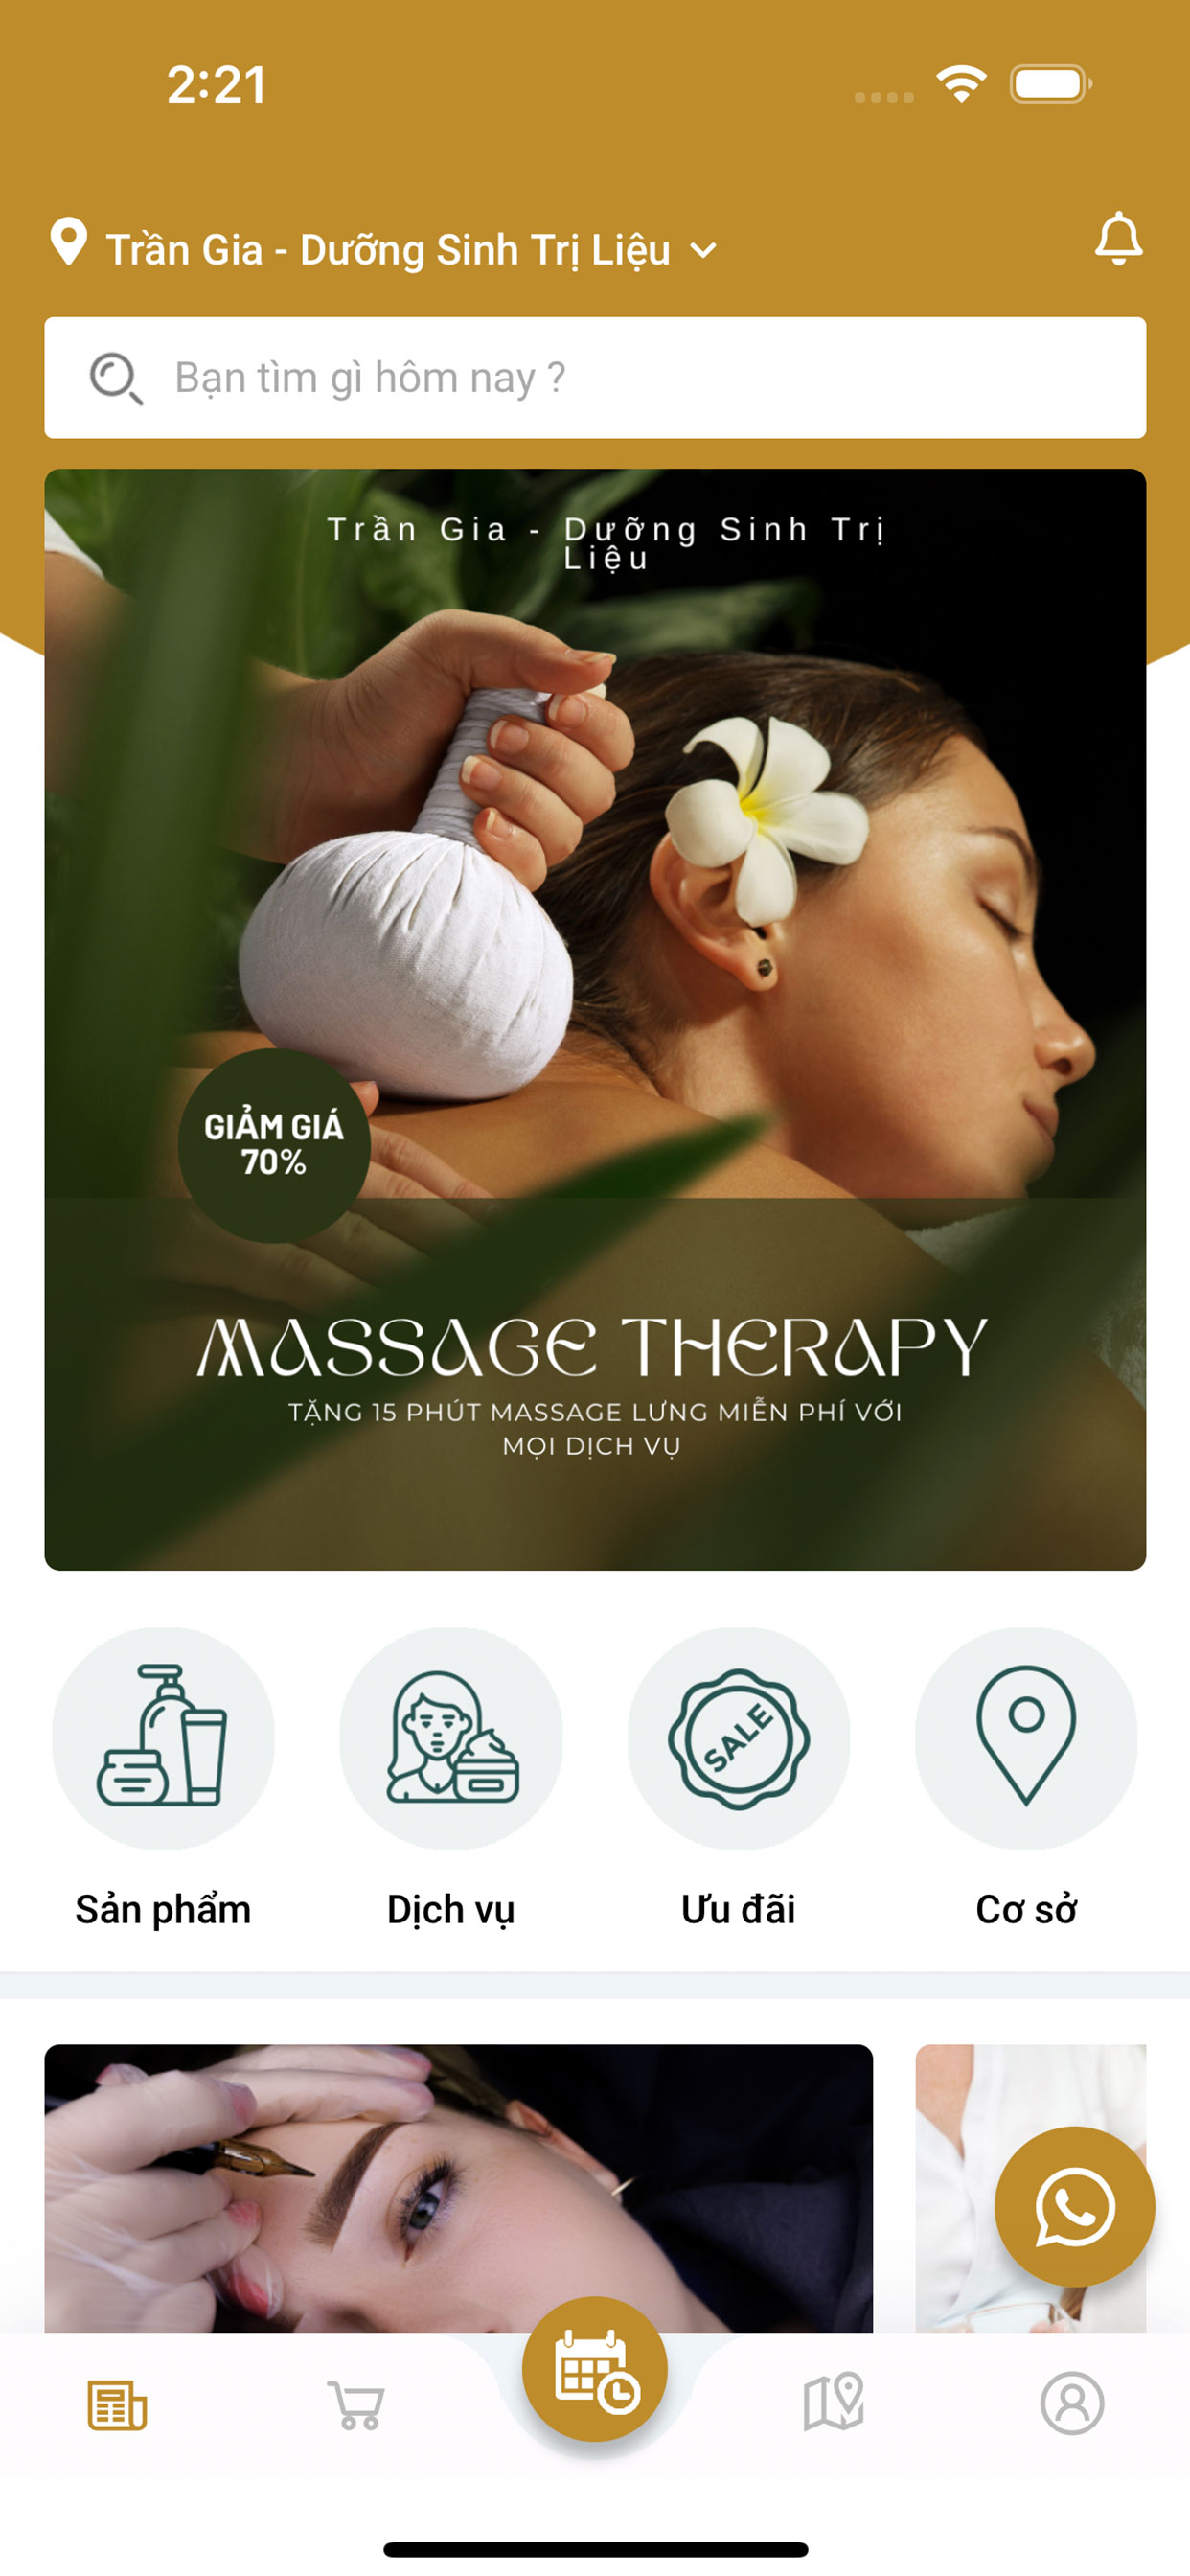 2:21
Trần Gia - Dưỡng Sinh Trị Liệu
Bạn tìm gì hôm nay ?
Trần Gia - Dưỡng Sinh Trị
Liệu
GIẢM GIÁ
70%
MASSAGE THERAPY
TẶNG 15 PHÚT MASSAGE LƯNG MIỄN PHÍ VỚI
MỌI DỊCH VỤ
SALE
Sản phẩm
Dịch vụ
Ưu đãi
Cơ sở